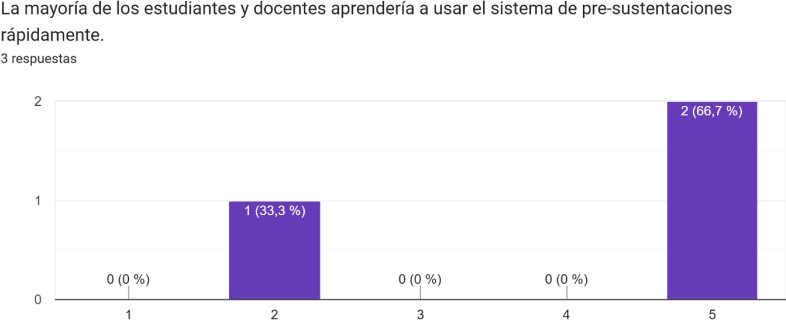 La mayoría de los estudiantes y docentes aprendería a usar el sistema de pre-sustentaciones
rápidamente.
3 respuestas
2
2 (66,7 %)
1
1 (33,3 %)
0 (0 %)
0 (0 %)
0 (0 %)
0
1
2
3
4
5